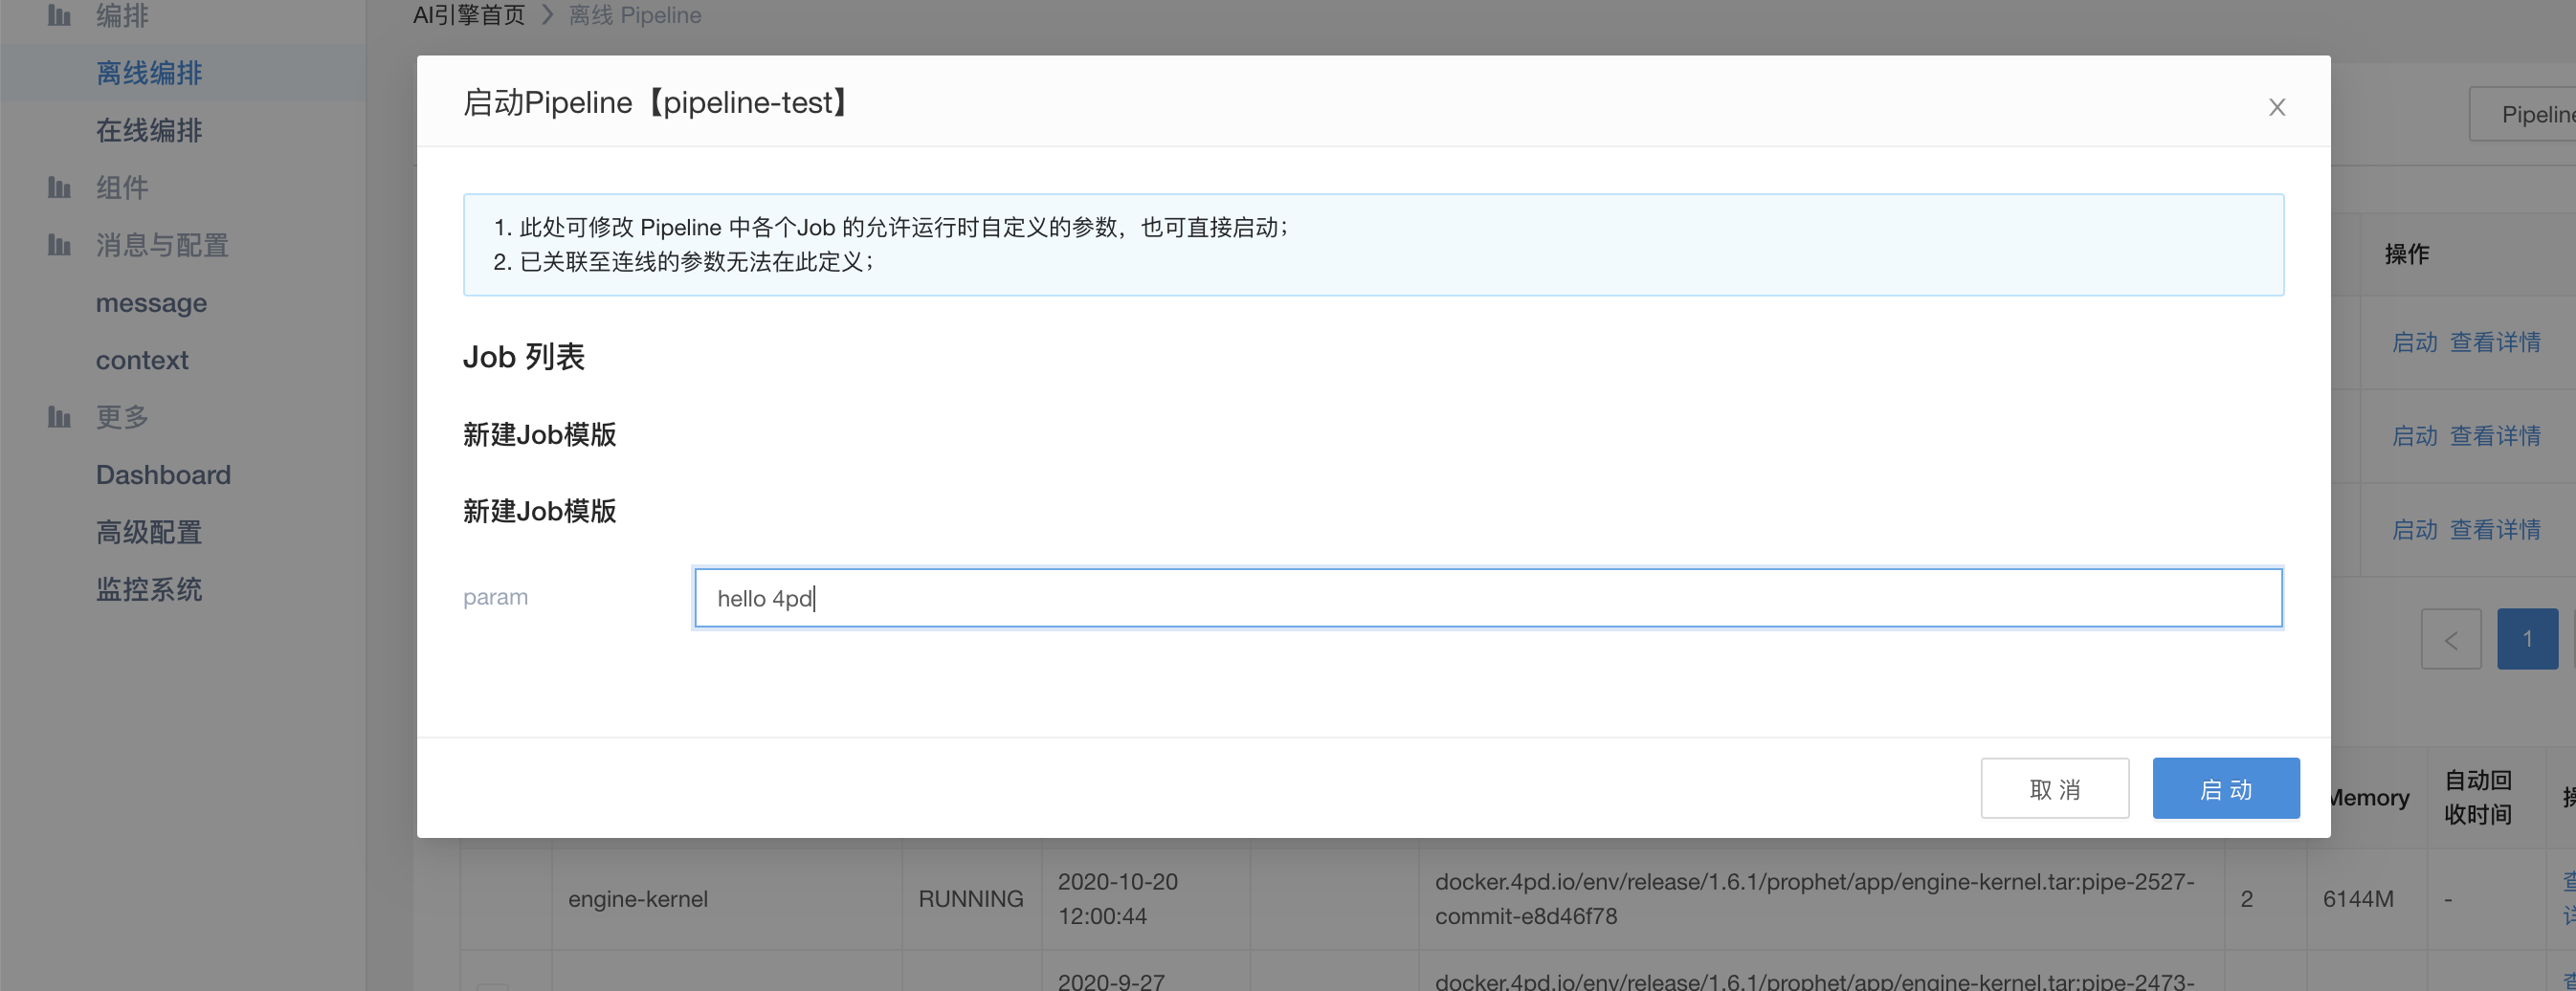 编排
离线编排
在线编排
组件
消息与配置
message
context
更多
Dashboard
高级配置
监控系统
AI引擎首页 > 离线 Pipeline
启动Pipeline【pipeline-test】
1. 此处可修改 Pipeline 中各个Job 的允许运行时自定义的参数，也可直接启动；
2. 已关联至连线的参数无法在此定义；
Job 列表
新建Job模版
新建Job模版
param
hello 4pd
取 消
启 动
操作
启动 查看详情
启动 查看详情
启动 查看详情
<
1
Memory
自动回
收时间
engine-kernel
RUNNING
2020-10-20
12:00:44
docker.4pd.io/env/release/1.6.1/prophet/app/engine-kernel.tar:pipe-2527-
commit-e8d46f78
2
6144M
-
2020-9-27
docker.4pd.io/env/release/1.6.1/prophet/app/engine-kernel.tar:pipe-2473-